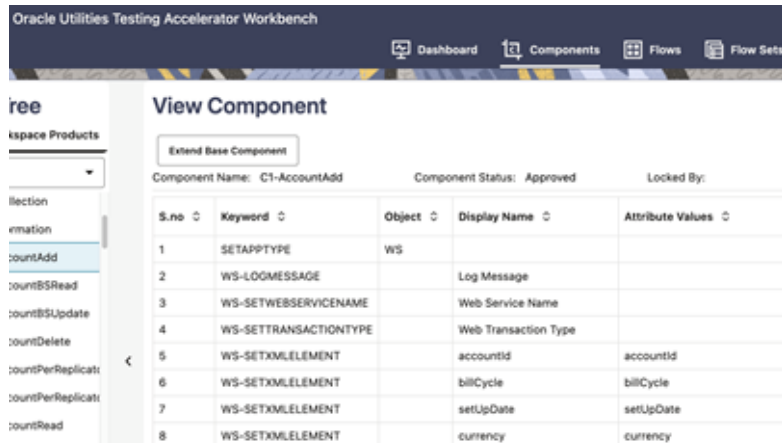 Oracle Utilities Testing Accelerator Workbench
Dashboard Components Flows Flow Sets
View Component
kspace Products
Extend Base Component
Component Name: C1-AccountAdd Component Status: Approved Locked By:
llection
S.no Keyword Object Display Name Attribute Values
rmation
1 SETAPPTYPE WS
countAdd
2 WS-LOGMESSAGE Log Message
countBSRead
3 WS-SETWEBSERVICENAME Web Service Name
countBSUpdate
4 WS-SETTRANSACTIONTYPE Web Transaction Type
countDelete
5 WS-SETXMLELEMENT accountId accountId
countPerReplicat
6 WS-SETXMLELEMENT billCycle billCycle
countPerReplicat
7 WS-SETXMLELEMENT setUpDate setUpDate
countRead
8 WS-SETXMLELEMENT currency currency